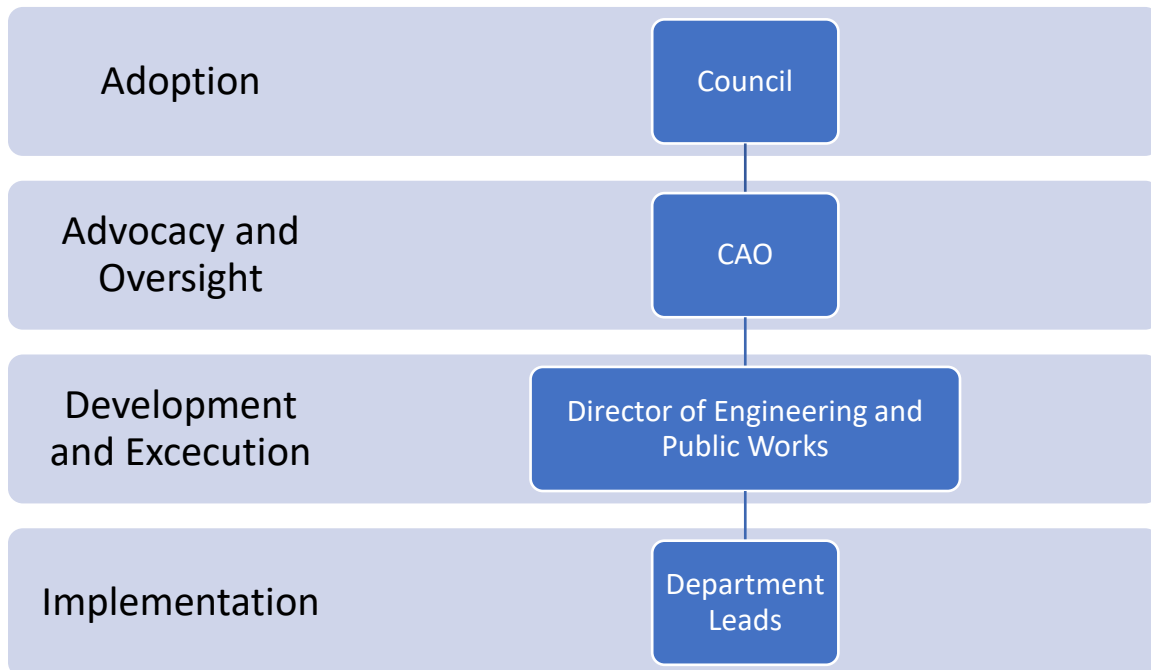 Adoption
Council
Advocacy and
Oversight
CAO
Development
and Excecution
Director of Engineering and
Public Works
Implementation
Department
Leads